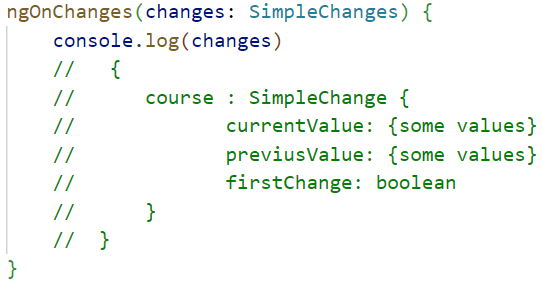 ngOnChanges(changes: SimpleChanges) {
    console.log(changes)
    //   {
    //      course : SimpleChange {
    //             currentValue: {some values}
    //             previusValue: {some values}
    //             firstChange: boolean
    //      }
    //  }
}